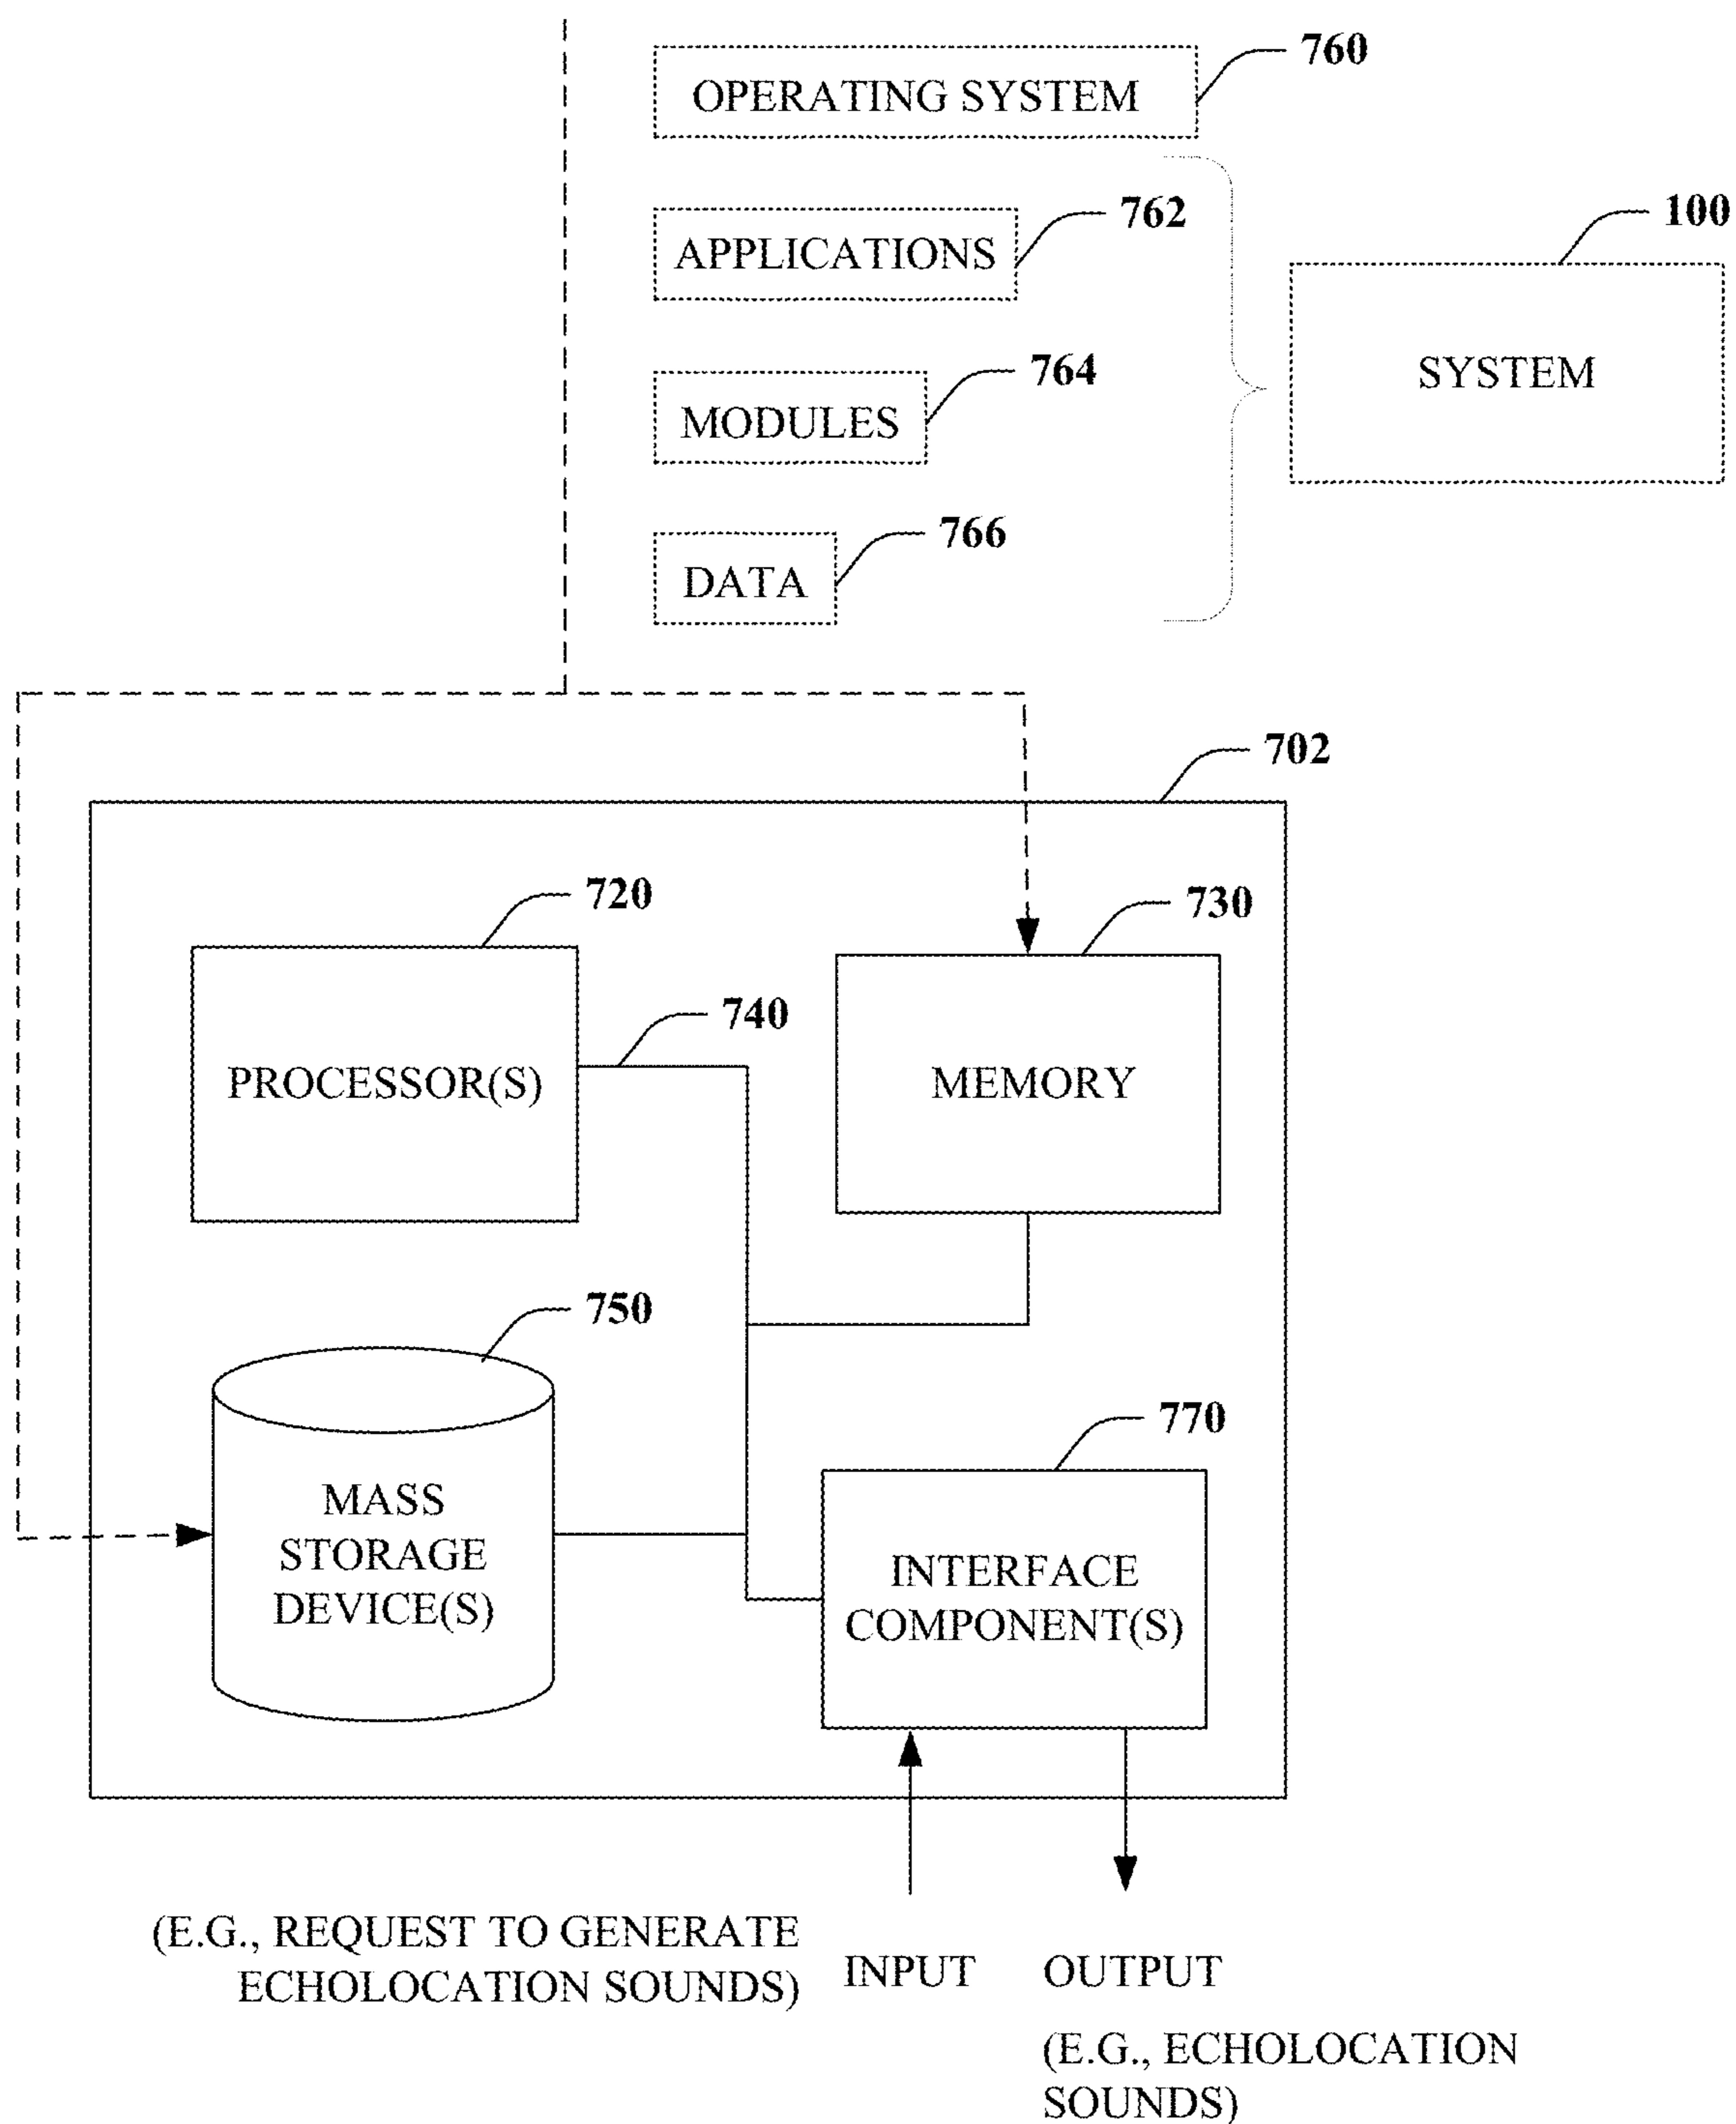 760
OPERATING SYSTEM
762
100
APPLICATIONS
SYSTEM
764
MODULES
766
DATA
702
720
730
740
PROCESSOR(S)
MEMORY
750
770
MASS
STORAGE
DEVICE(S)
INTERFACE
COMPONENT(S)
(E.G., REQUEST TO GENERATE
ECHOLOCATION SOUNDS)
INPUT
OUTPUT
(E.G., ECHOLOCATION
SOUNDS)